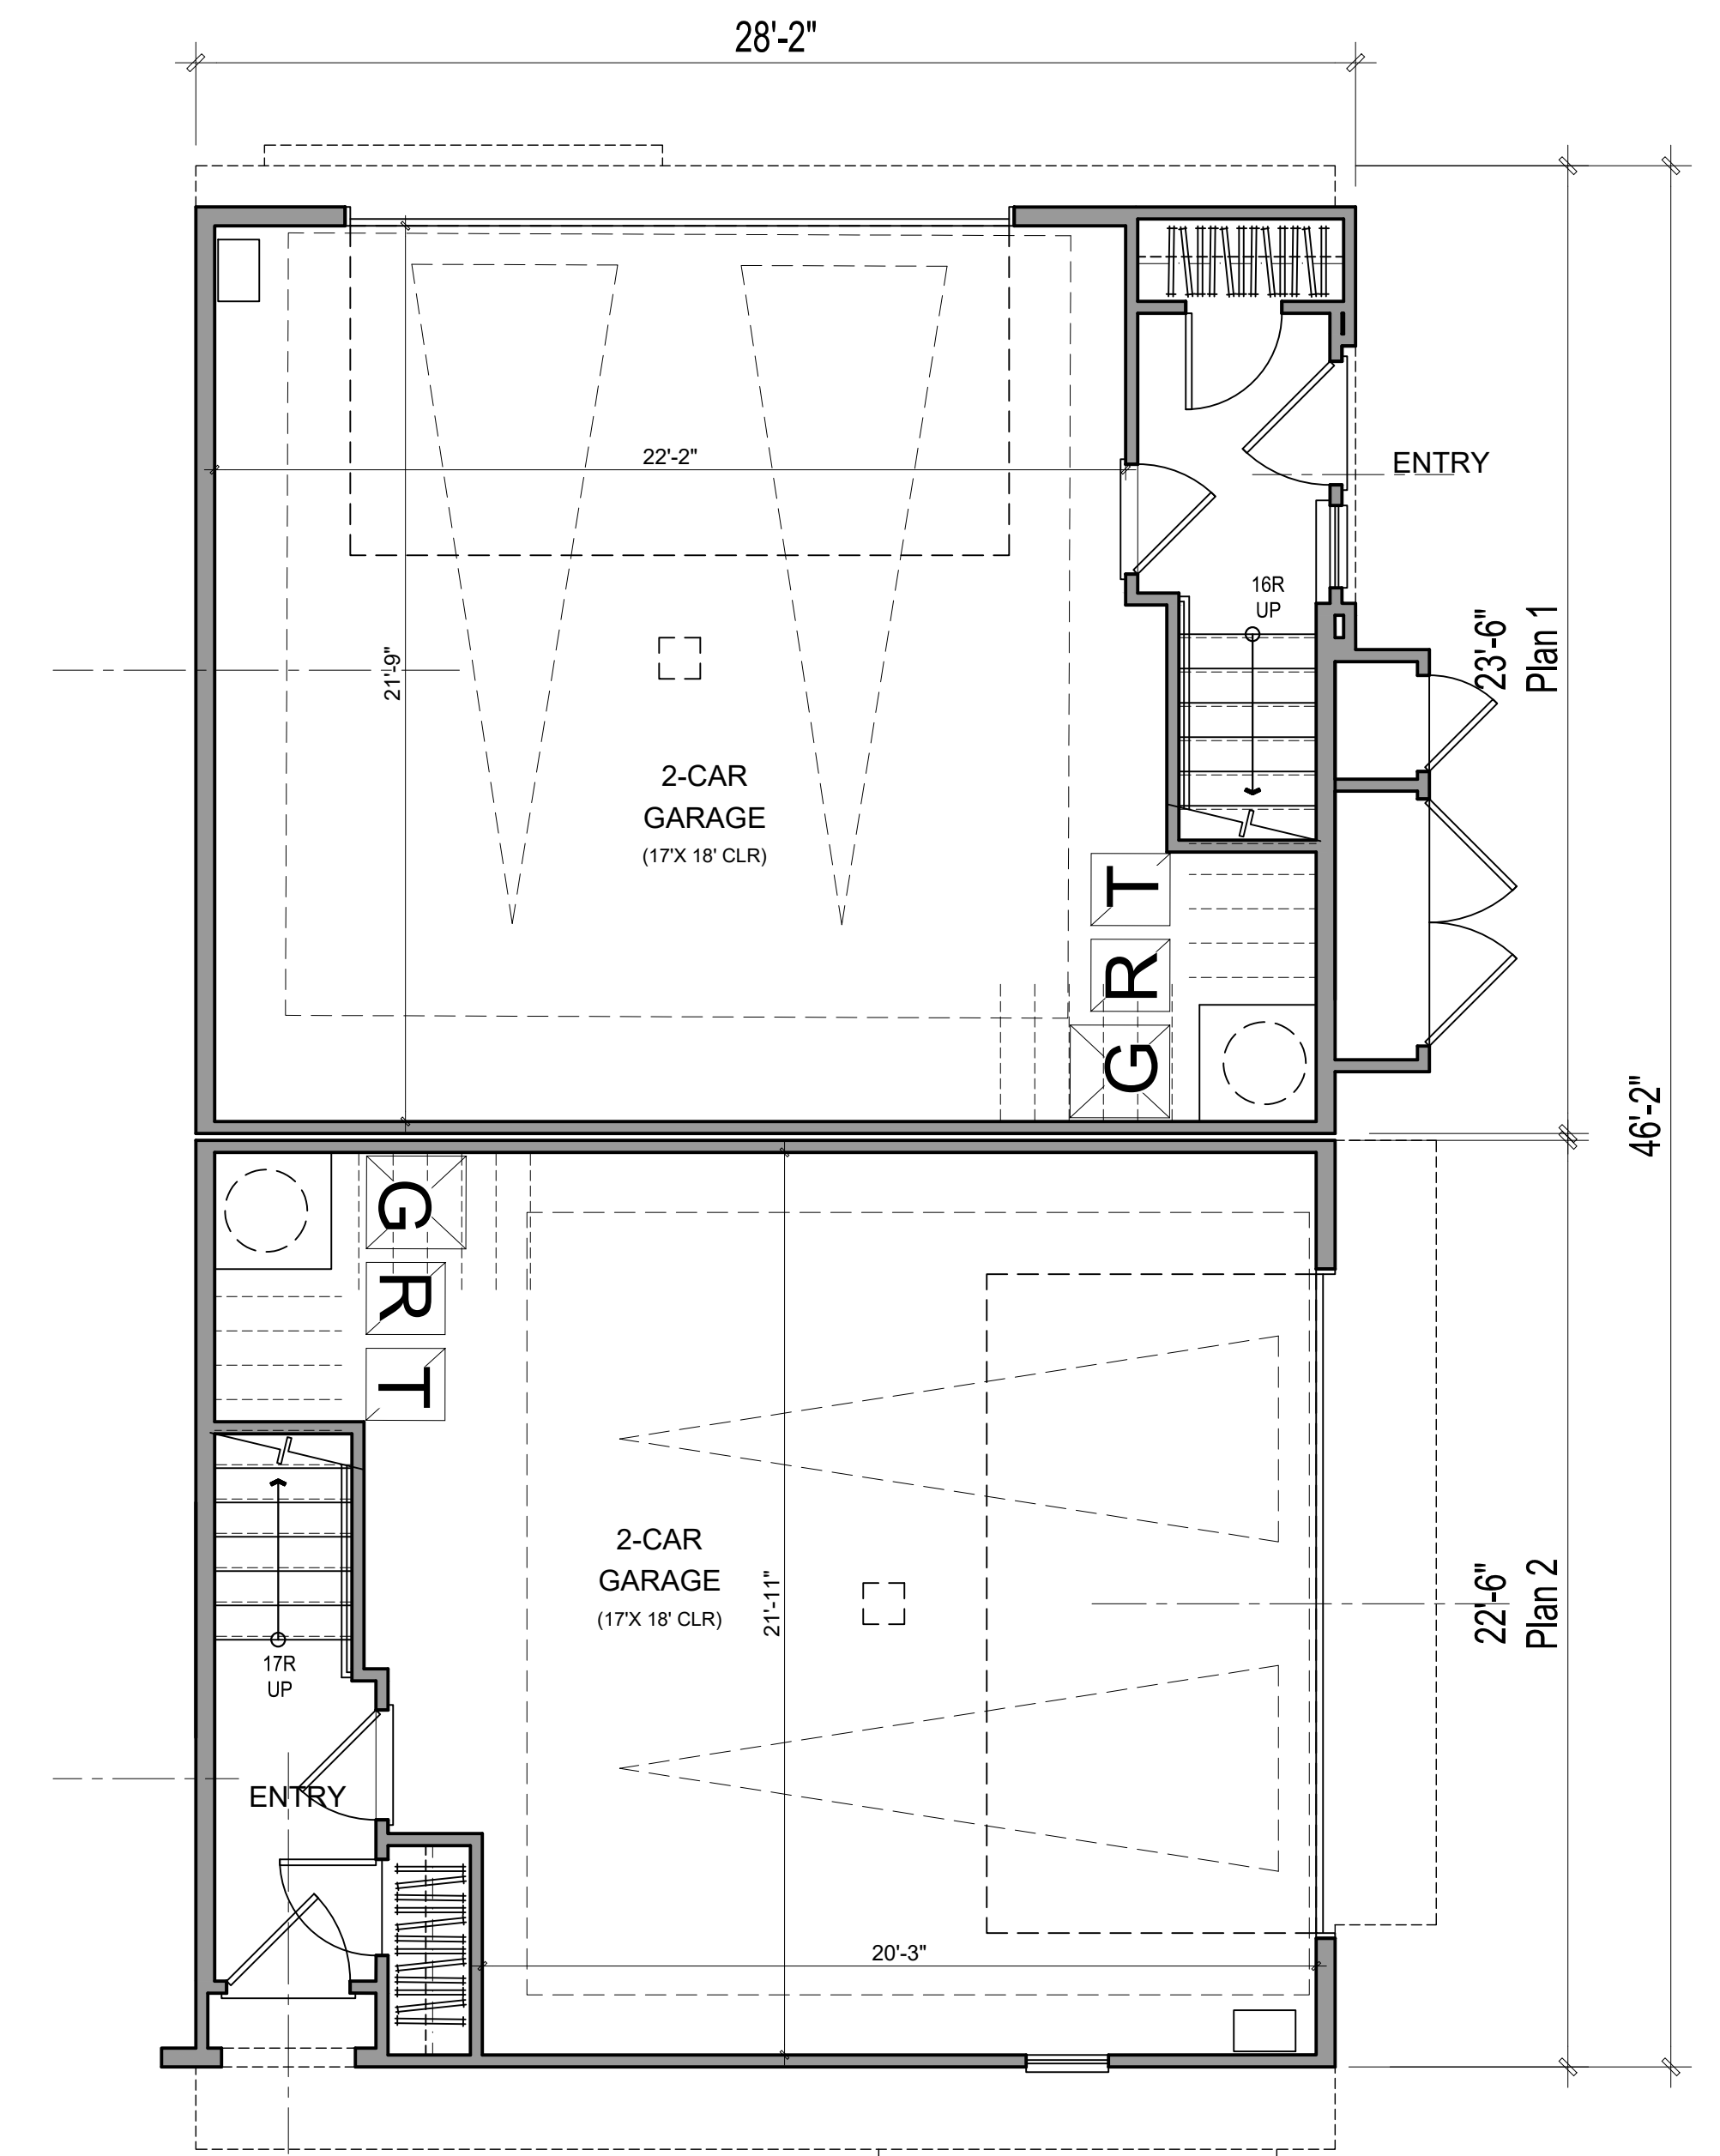 28'-2"
22'-2"
ENTRY
16R
UP
21'-9"
23'-6"
Plan 1
2-CAR
GARAGE
(17'X 18' CLR)
T
R
G
46'-2"
G
R
T
2-CAR
GARAGE
(17'X 18' CLR)
21'-11"
22'-6"
Plan 2
17R
UP
ENTRY
20'-3"